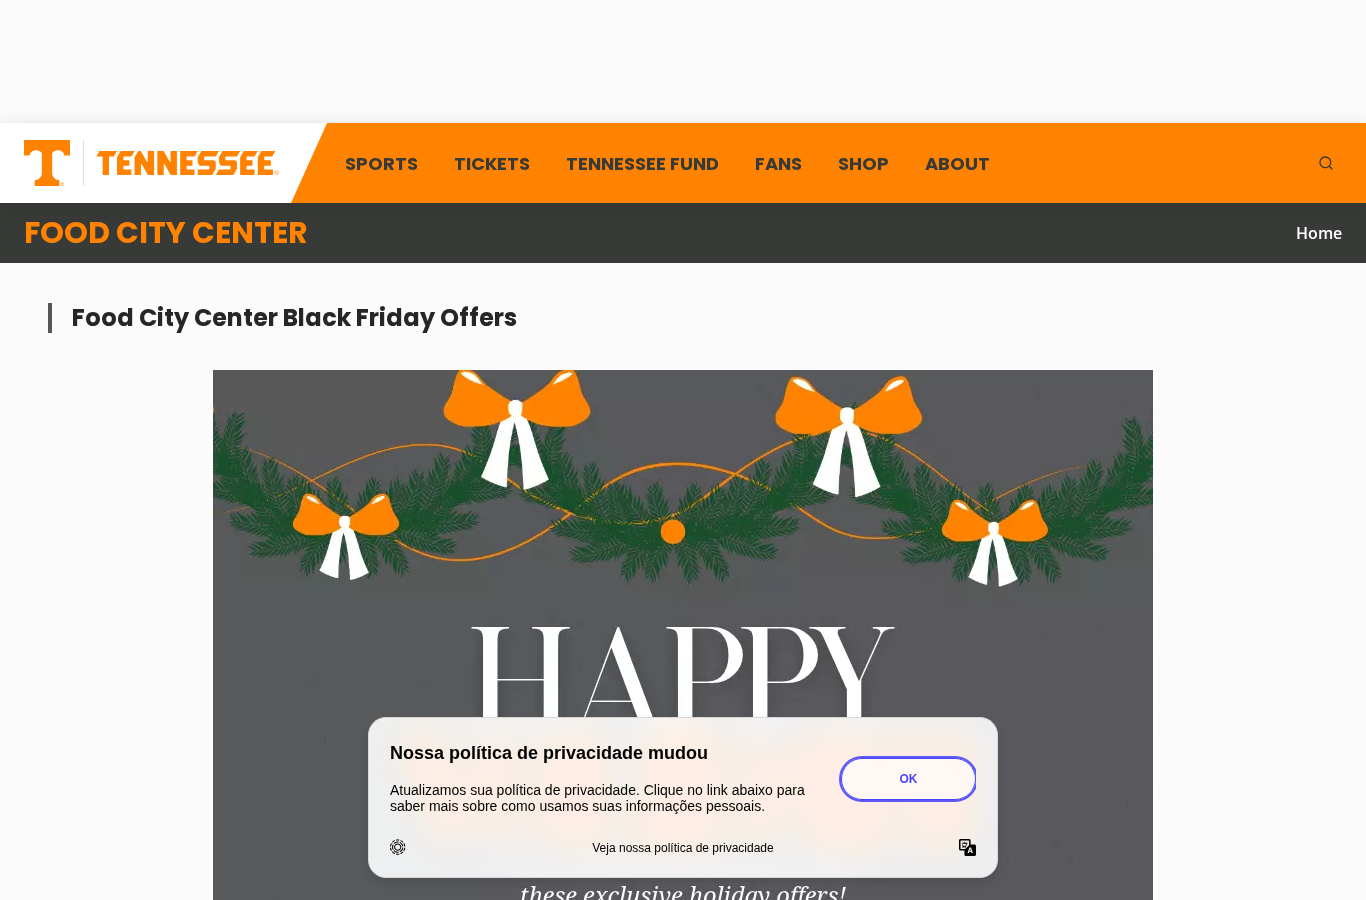 T TENNESSEE
SPORTS TICKETS TENNESSEE FUND FANS SHOP ABOUT
FOOD CITY CENTER
Home
Food City Center Black Friday Offers
HAPPY
Nossa política de privacidade mudou
OK
Atualizamos sua política de privacidade. Clique no link abaixo para
saber mais sobre como usamos suas informações pessoais.
Veja nossa política de privacidade
these exclusive holiday offers!